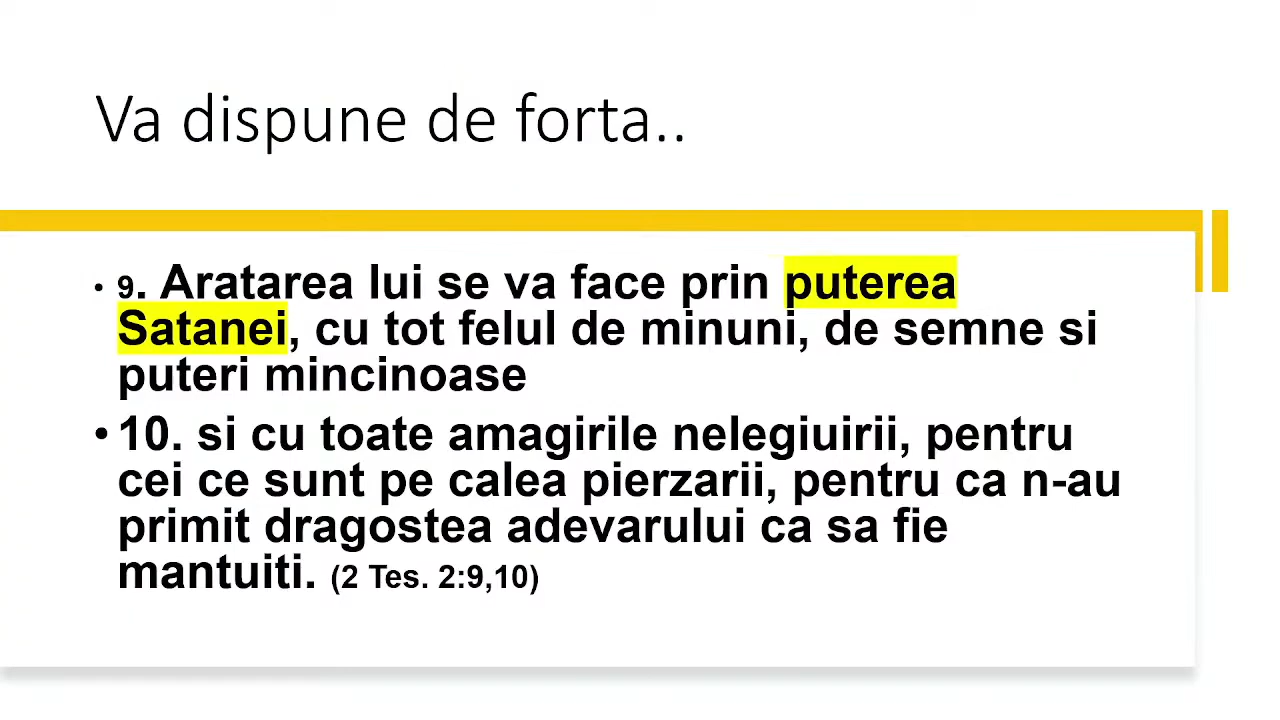 Va dispune de forta..
• 9. Aratarea lui se va face prin puterea
Satanei, cu tot felul de minuni, de semne si
puteri mincinoase
• 10. si cu toate amagirile nelegiuirii, pentru
cei ce sunt pe calea pierzarii, pentru ca n-au
primit dragostea adevarului ca sa fie
mantuiti. (2 Tes. 2:9,10)